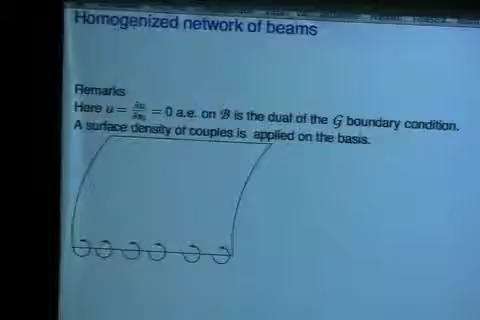 Homogenized network of beams
Remarks
Here u = ∂u/∂x₁ = 0 a.e. on ℬ is the dual of the 𝒢 boundary condition.
A surface density of couples is applied on the basis.